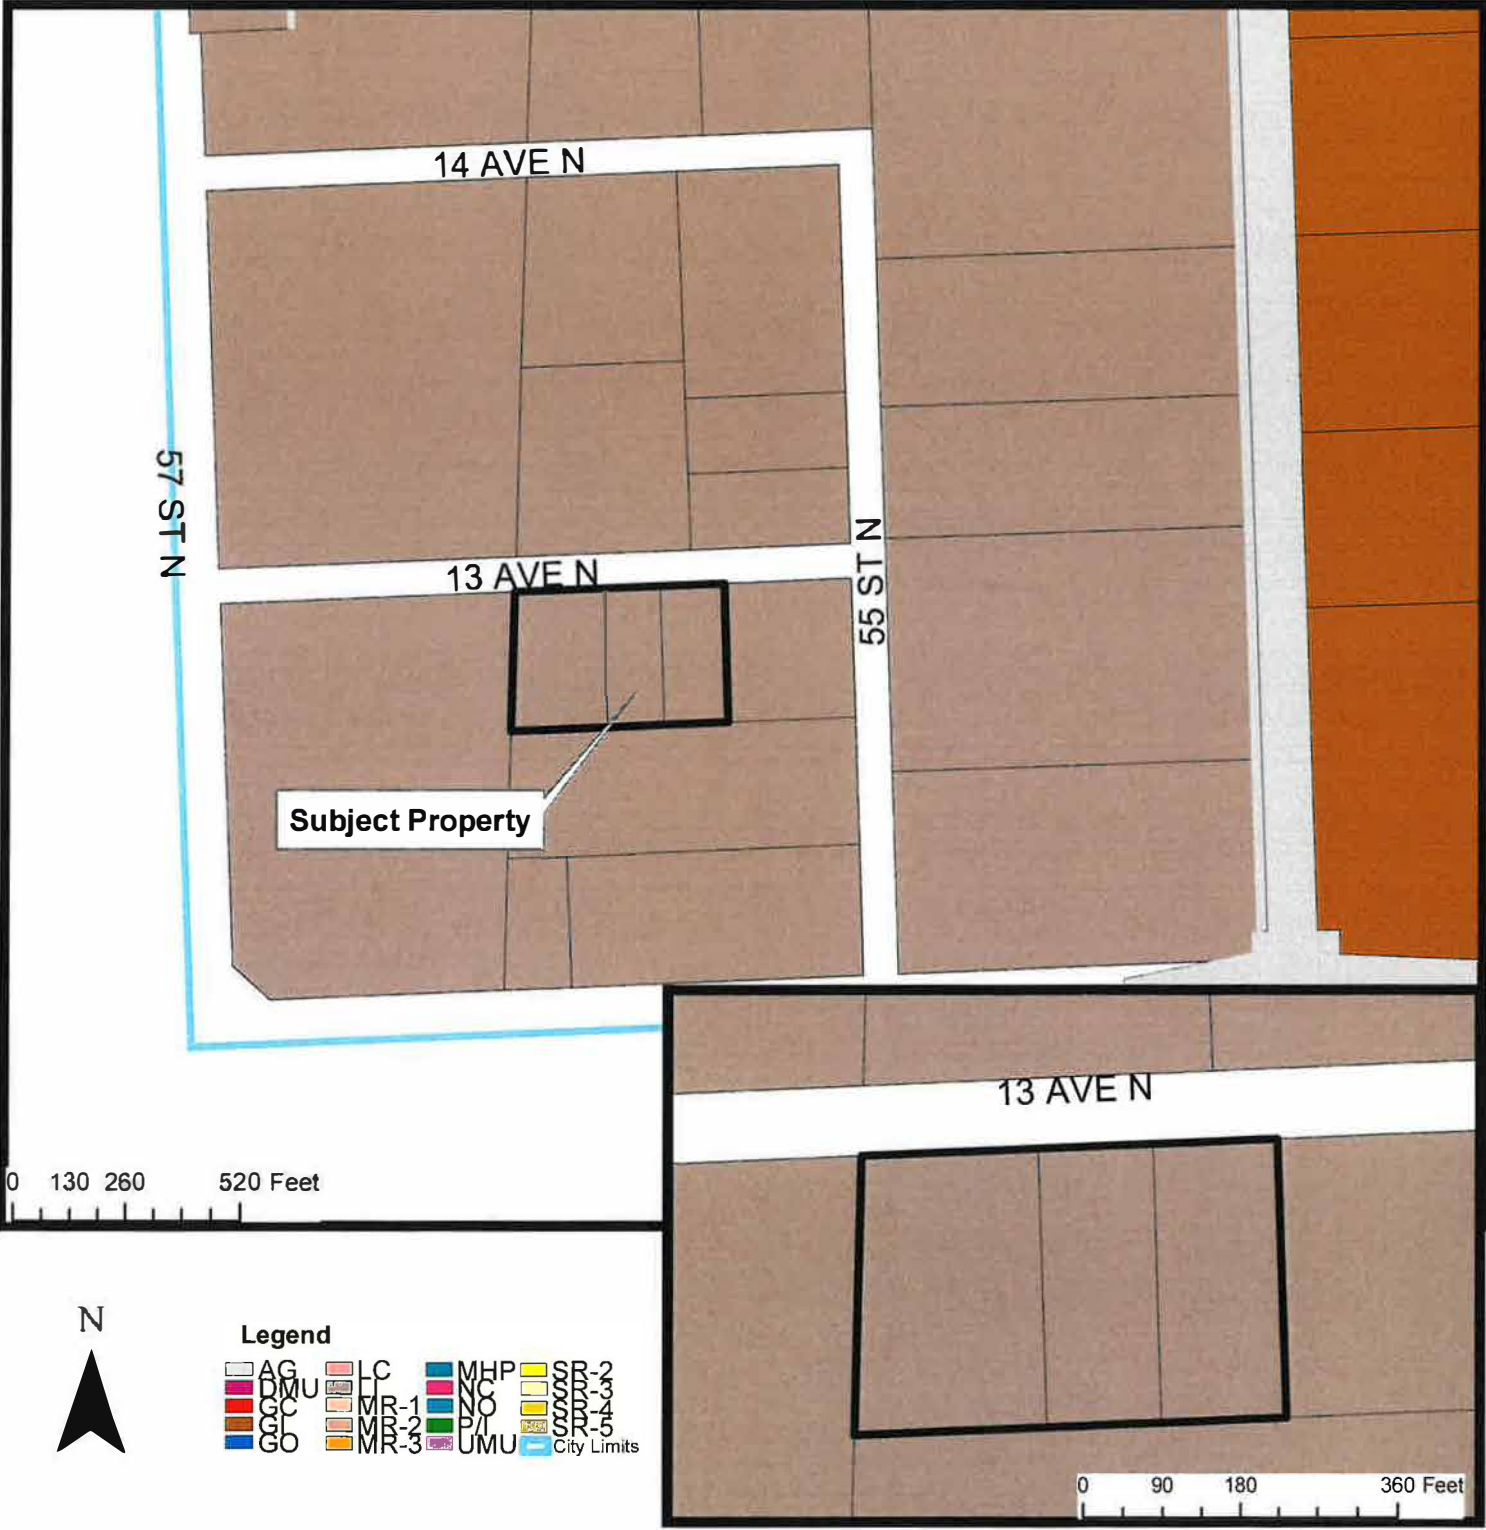 14 AVE N
57 ST N
55 ST N
13 AVE N
Subject Property
13 AVE N
0 130 260 520 Feet
0 90 180 360 Feet
N
Legend
AG LC MHP SR-2
DMU LI NC SR-3
GC MR-1 NO SR-4
GI MR-2 P/I SR-5
GO MR-3 UMU City Limits